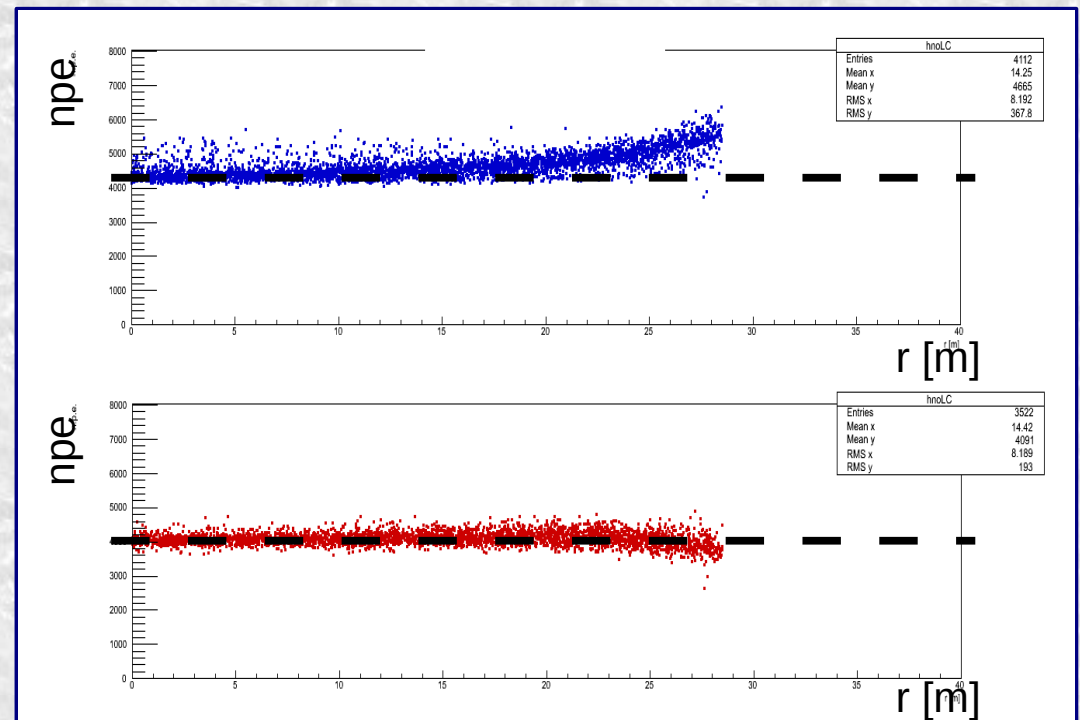 npe
n.p.e.
hnoLC
Entries 4112
Mean x 14.25
Mean y 4665
RMS x 8.192
RMS y 367.8
8000
7000
6000
5000
4000
3000
2000
1000
0
0 5 10 15 20 25 30 35 40
r [m]
r [m]
npe
n.p.e.
hnoLC
Entries 3522
Mean x 14.42
Mean y 4091
RMS x 8.189
RMS y 193
8000
7000
6000
5000
4000
3000
2000
1000
0
0 5 10 15 20 25 30 35 40
r [m]
r [m]